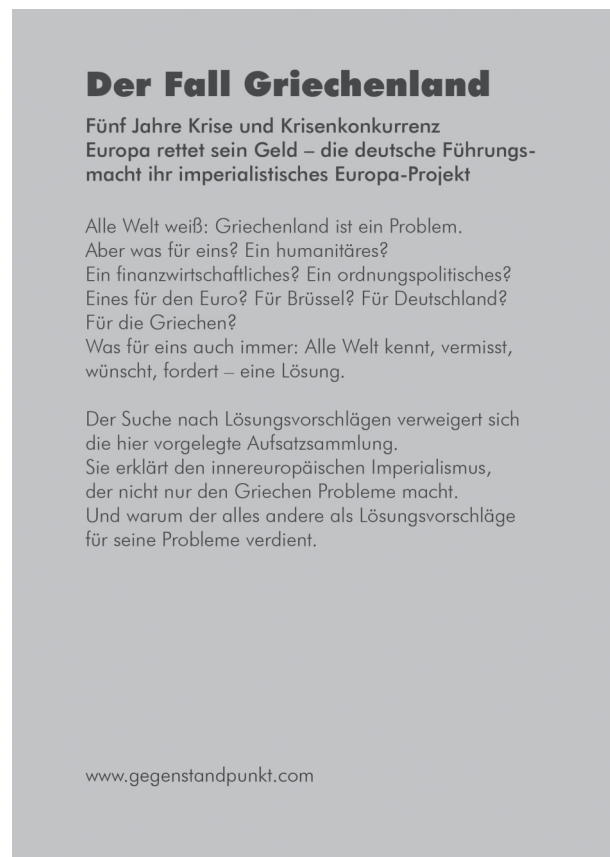 Der Fall Griechenland
Fünf Jahre Krise und Krisenkonkurrenz
Europa rettet sein Geld – die deutsche Führungs-
macht ihr imperialistisches Europa-Projekt
Alle Welt weiß: Griechenland ist ein Problem.
Aber was für eins? Ein humanitäres?
Ein finanzwirtschaftliches? Ein ordnungspolitisches?
Eines für den Euro? Für Brüssel? Für Deutschland?
Für die Griechen?
Was für eins auch immer: Alle Welt kennt, vermisst,
wünscht, fordert – eine Lösung.
Der Suche nach Lösungsvorschlägen verweigert sich
die hier vorgelegte Aufsatzsammlung.
Sie erklärt den innereuropäischen Imperialismus,
der nicht nur den Griechen Probleme macht.
Und warum der alles andere als Lösungsvorschläge
für seine Probleme verdient.
www.gegenstandpunkt.com